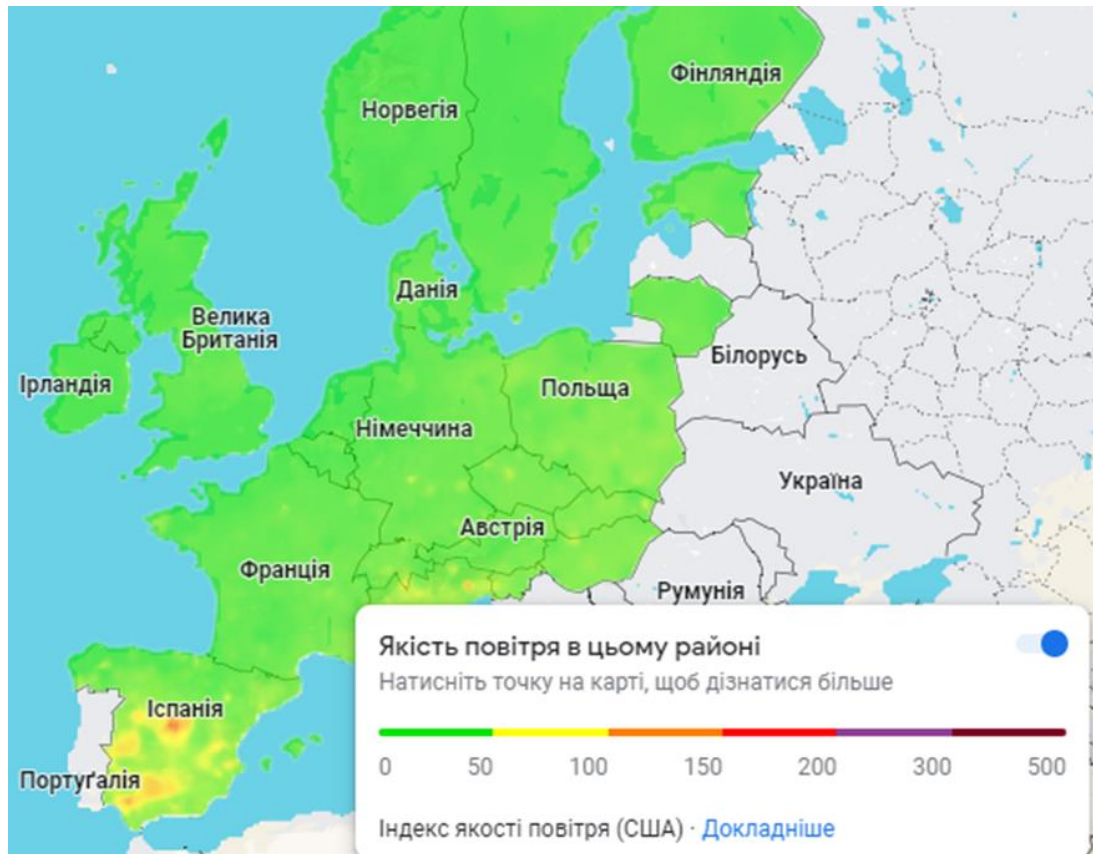 Фінляндія
Норвегія
Данія
Велика
Британія
Ірландія
Білорусь
Польща
Німеччина
Україна
Австрія
Франція
Румунія
Іспанія
Портуґалія
Якість повітря в цьому районі
Натисніть точку на карті, щоб дізнатися більше
0 50 100 150 200 300 500
Індекс якості повітря (США) · Докладніше